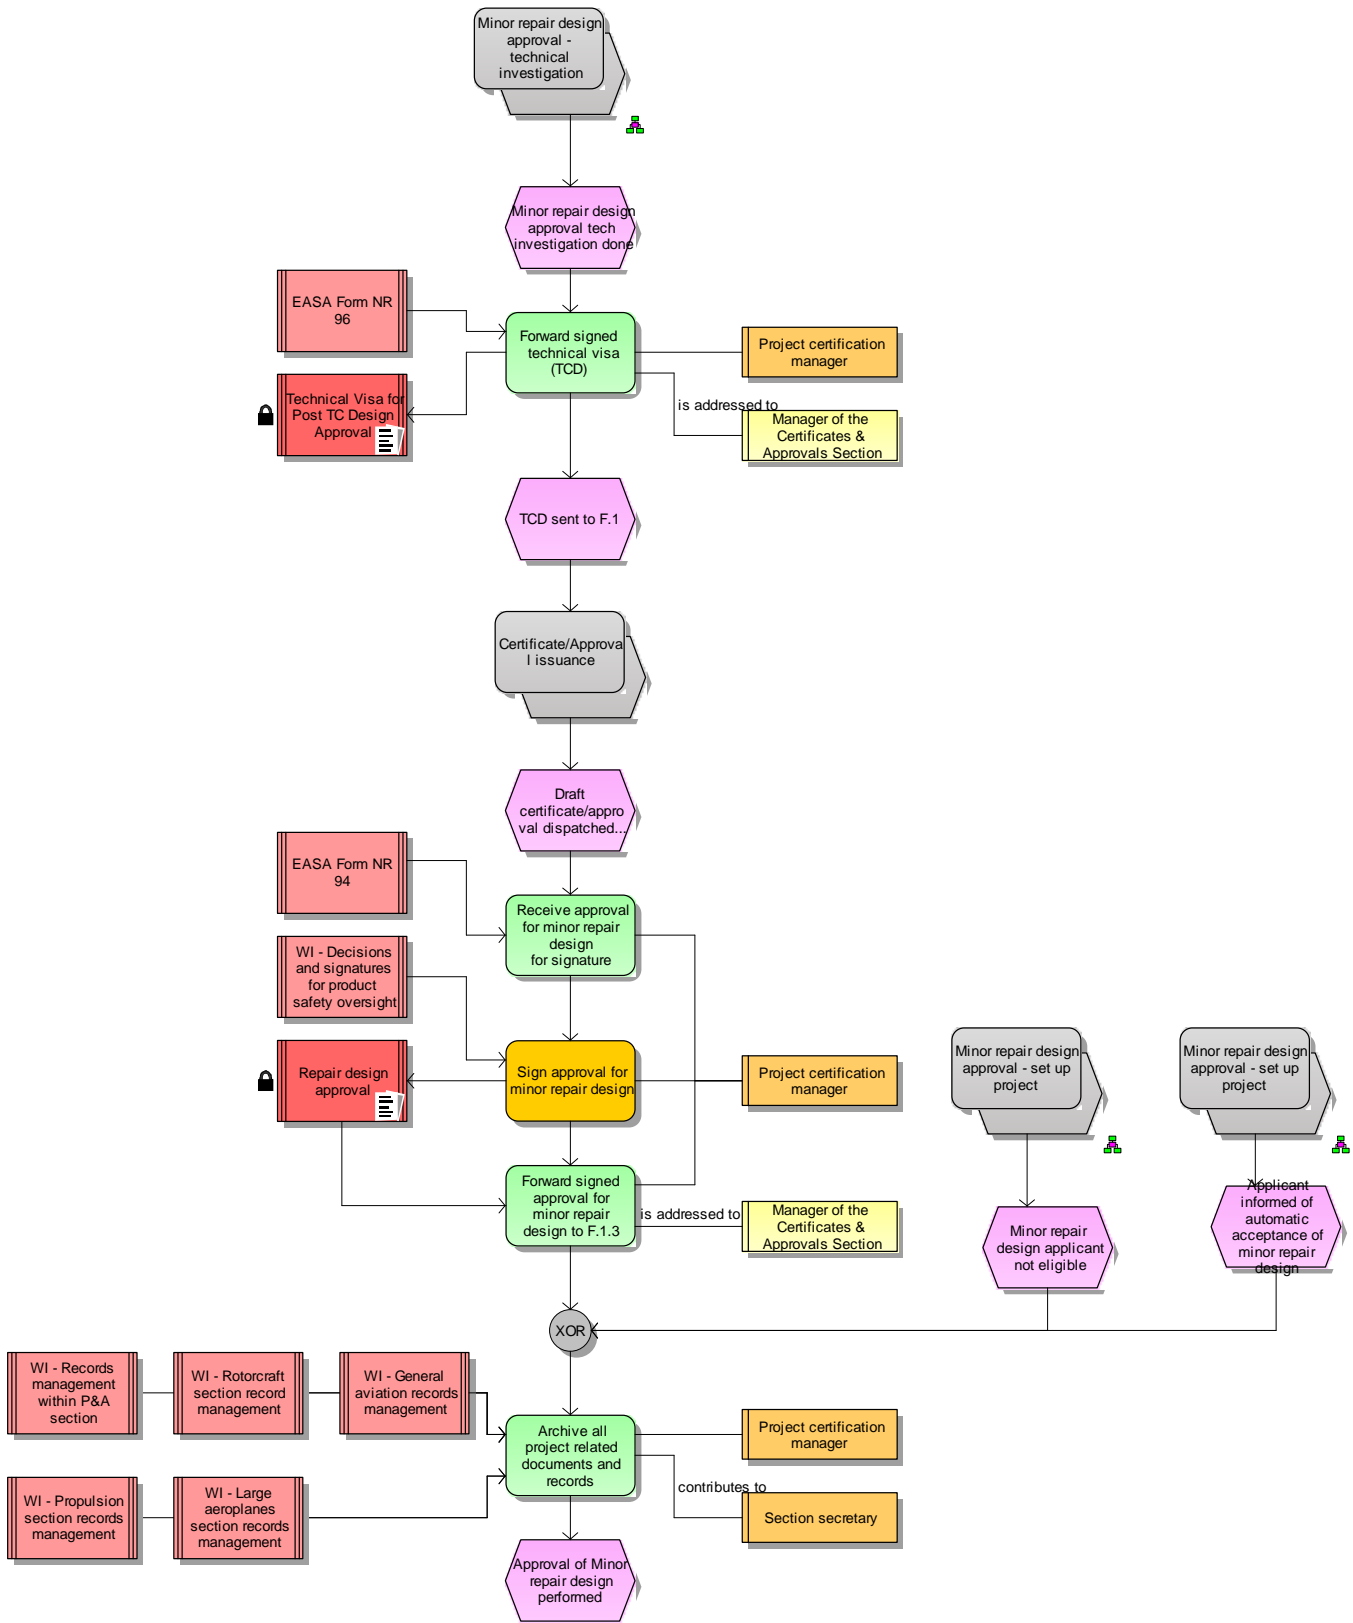 Minor repair design
approval -
technical
investigation
Minor repair design
approval tech
investigation done
EASA Form NR
96
Forward signed
technical visa
(TCD)
Project certification
manager
Technical Visa for
Post TC Design
Approval
is addressed to
Manager of the
Certificates &
Approvals Section
TCD sent to F.1
Certificate/Approva
l issuance
Draft
certificate/appro
val dispatched...
EASA Form NR
94
Receive approval
for minor repair
design
for signature
WI - Decisions
and signatures
for product
safety oversight
Repair design
approval
Sign approval for
minor repair design
Project certification
manager
Minor repair design
approval - set up
project
Minor repair design
approval - set up
project
Forward signed
approval for
minor repair
design to F.1.3
is addressed to
Manager of the
Certificates &
Approvals Section
Minor repair
design applicant
not eligible
Applicant
informed of
automatic
acceptance of
minor repair
design
XOR
WI - Records
management
within P&A
section
WI - Rotorcraft
section record
management
WI - General
aviation records
management
Archive all
project related
documents and
records
Project certification
manager
contributes to
Section secretary
WI - Propulsion
section records
management
WI - Large
aeroplanes
section records
management
Approval of Minor
repair design
performed